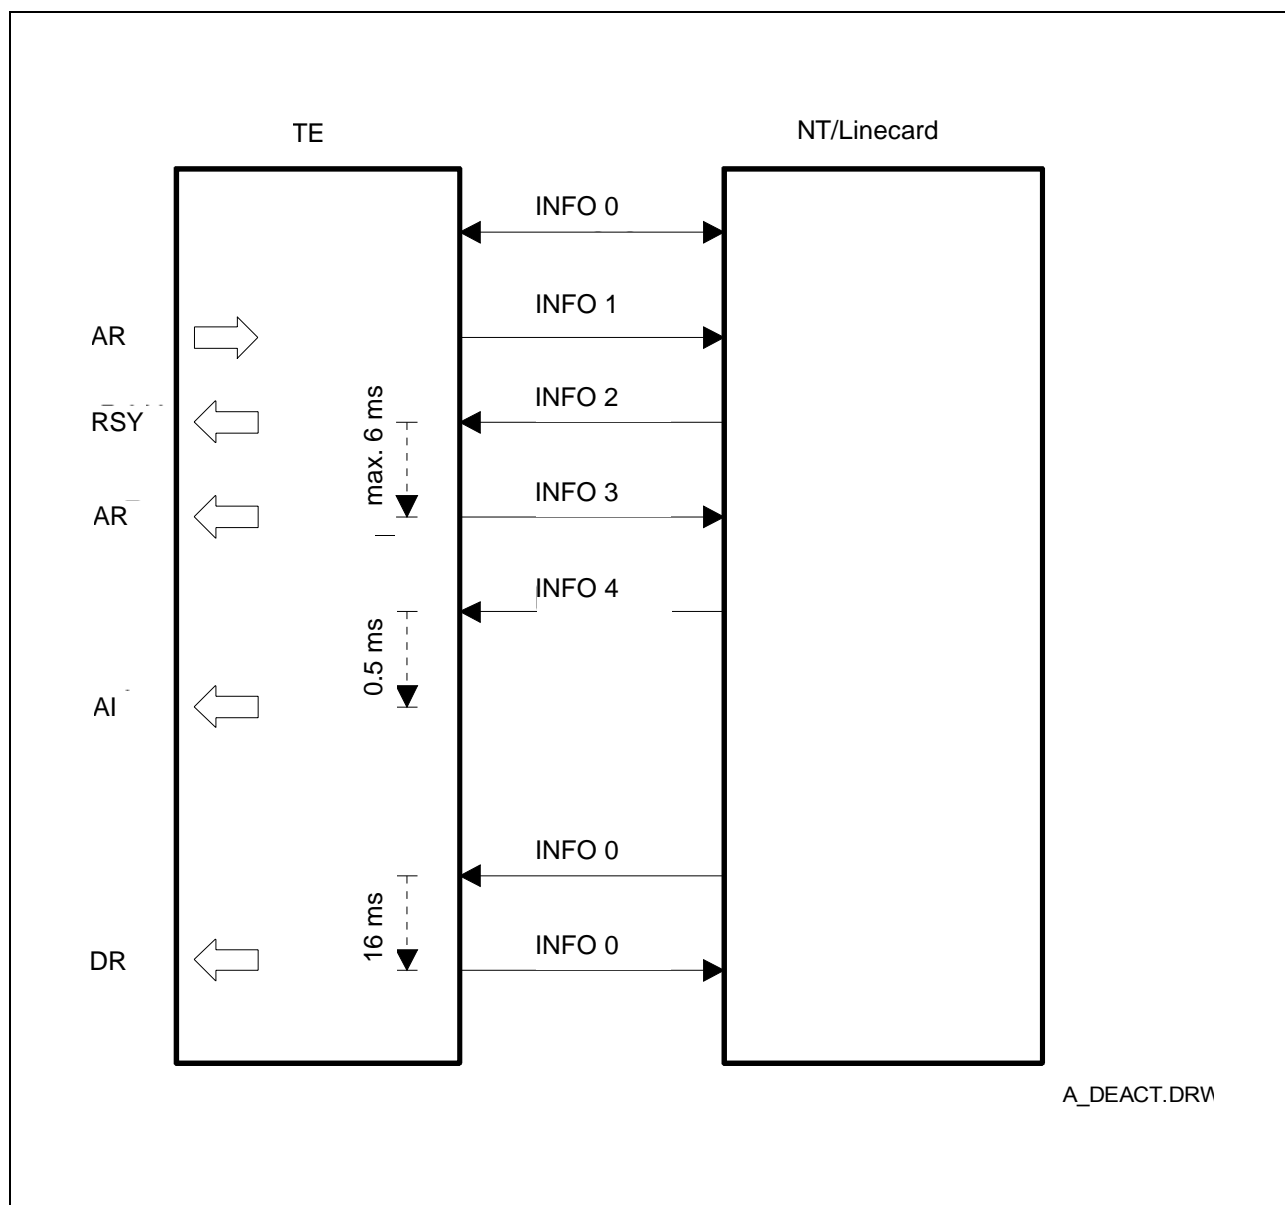 TE
NT/Linecard
INFO 0
INFO 1
AR
INFO 2
RSY
max. 6 ms
INFO 3
AR
INFO 4
0.5 ms
AI
INFO 0
16 ms
INFO 0
DR
A_DEACT.DRW